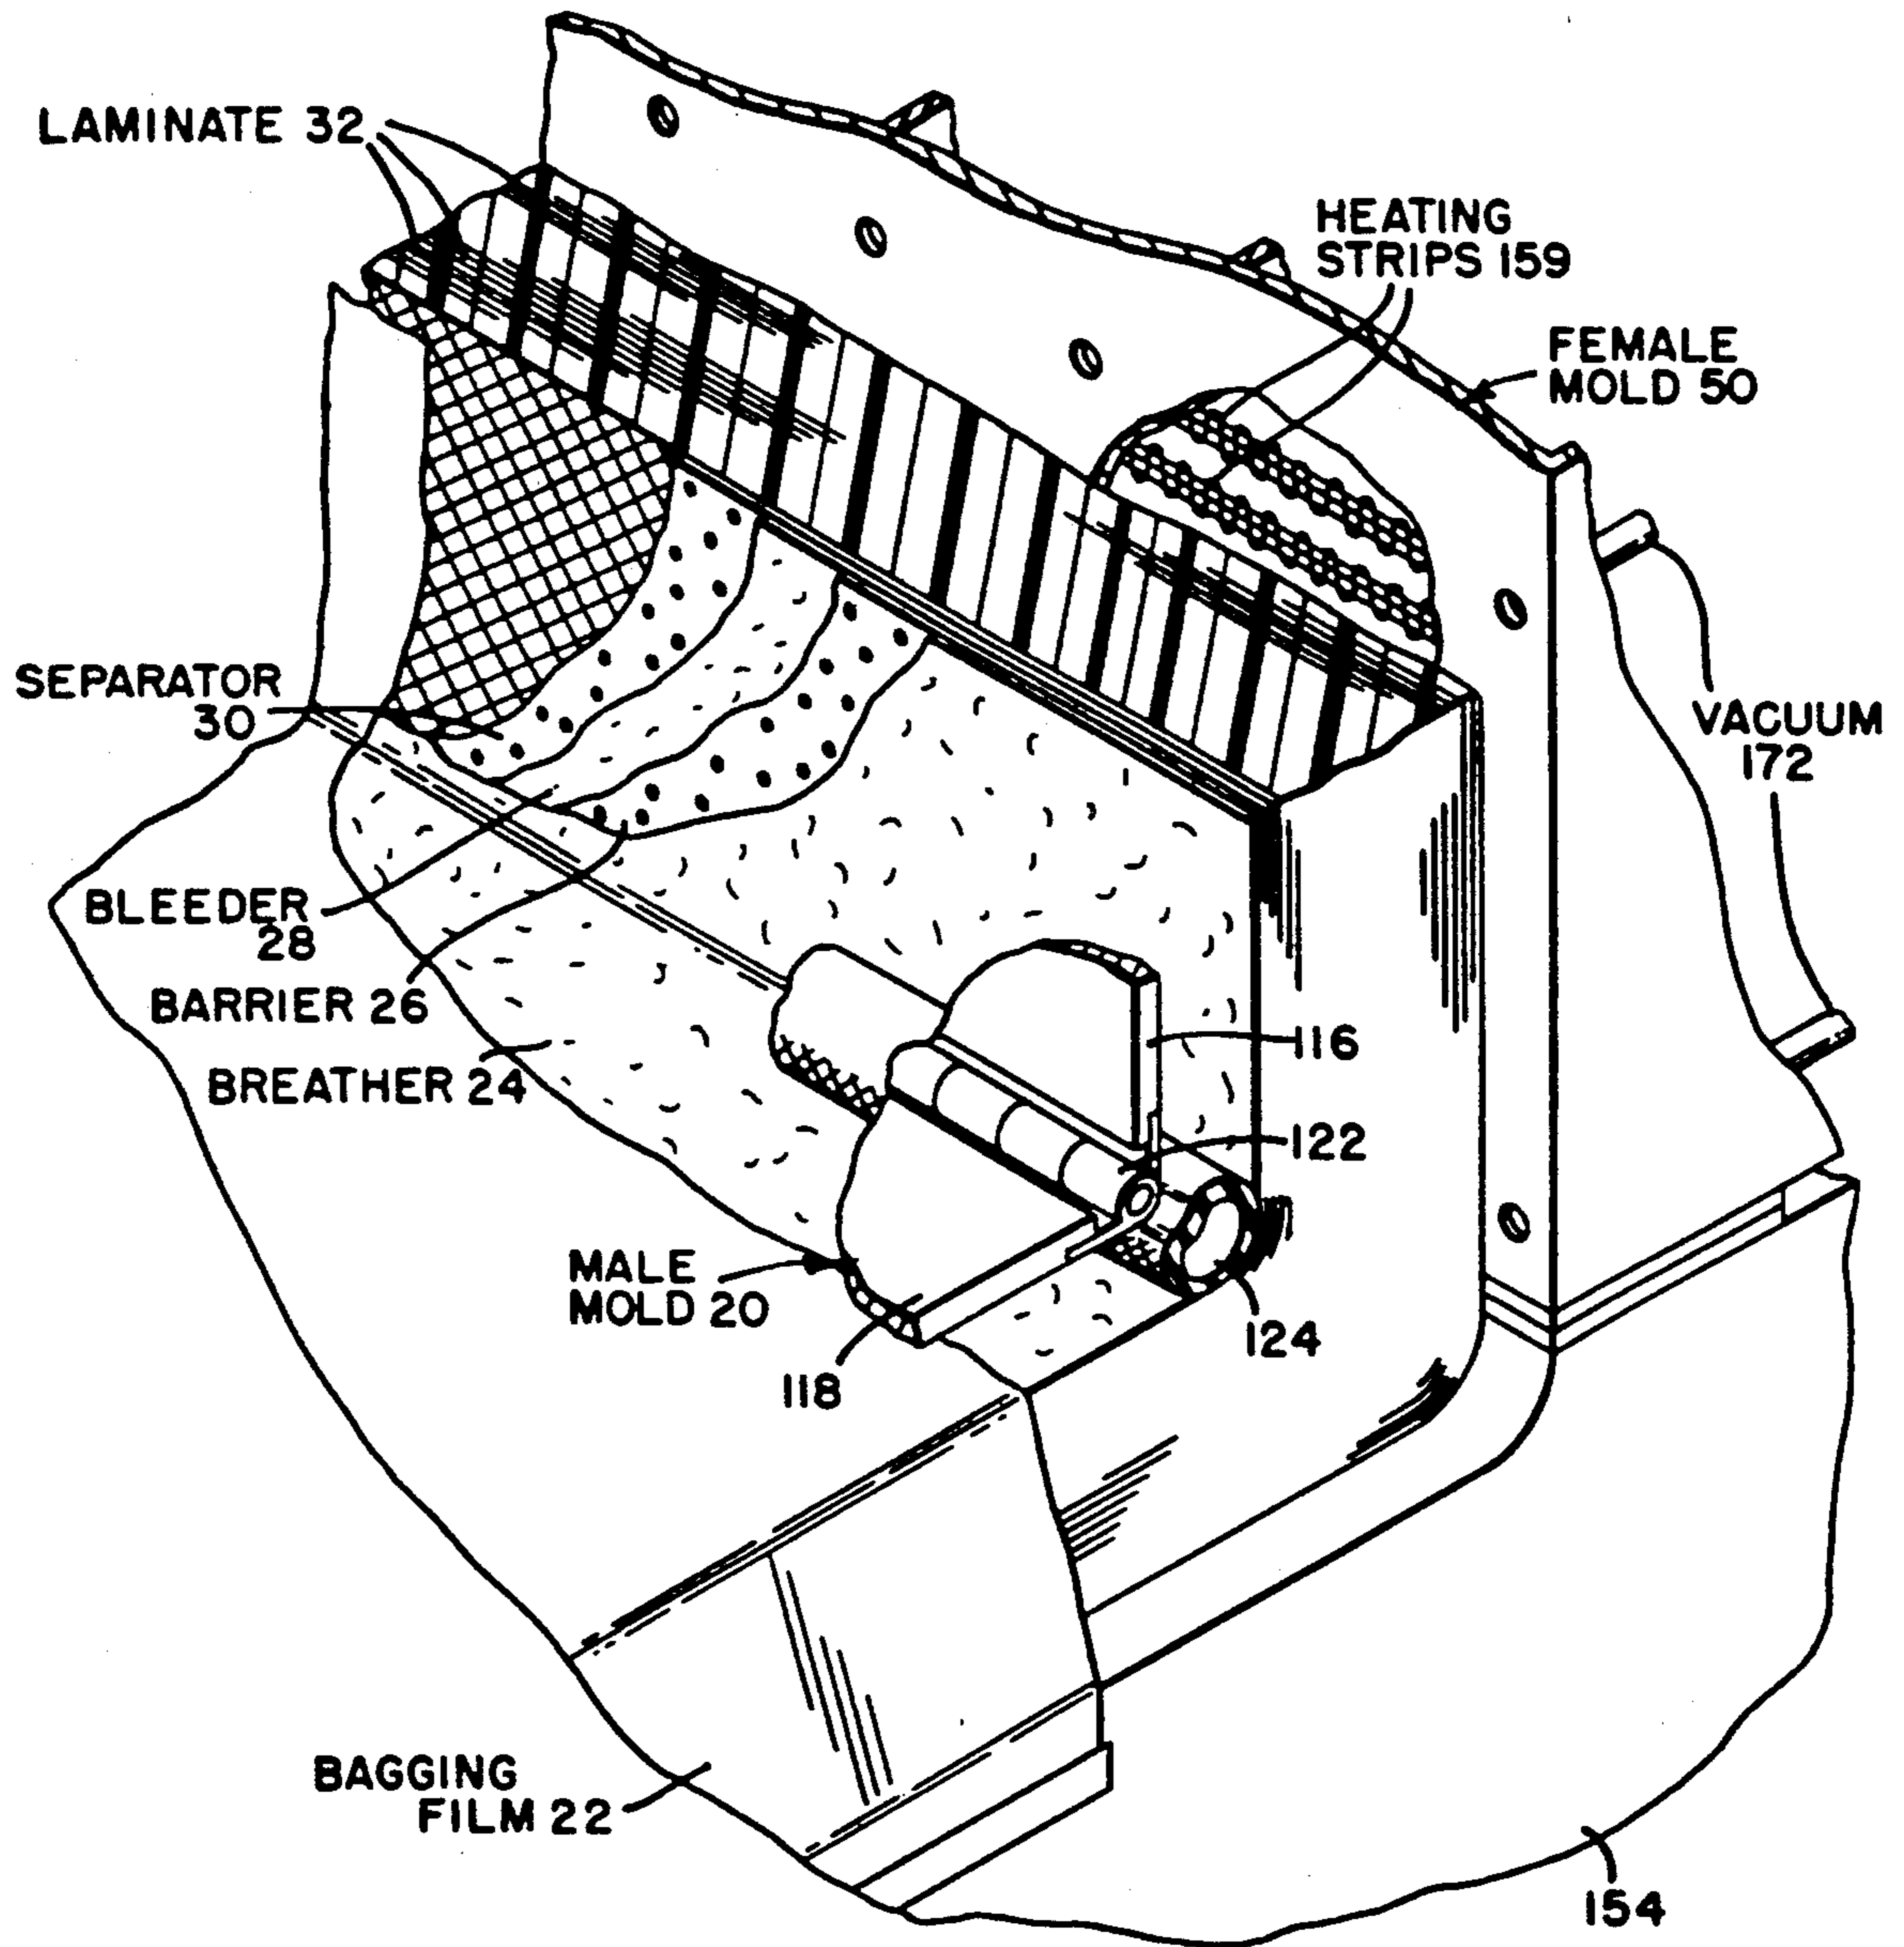 LAMINATE 32
HEATING
STRIPS 159
FEMALE
MOLD 50
SEPARATOR
30
VACUUM
172
BLEEDER
28
BARRIER 26
116
BREATHER 24
122
MALE
MOLD 20
124
118
BAGGING
FILM 22
154